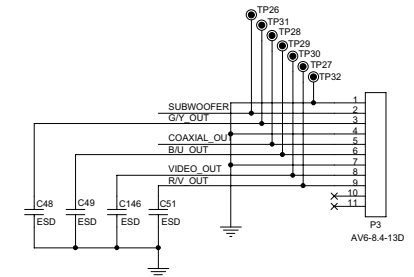 TP26
TP31
TP28
TP29
TP30
TP27
TP32
1
SUBWOOFER 2
G/Y_OUT 3
4
COAXIAL_OUT 5
B/U_OUT 6
7
VIDEO_OUT 8
R/V_OUT 9
10
11
C48 C49 C146 C51
ESD ESD ESD ESD
P3
AV6-8.4-13D